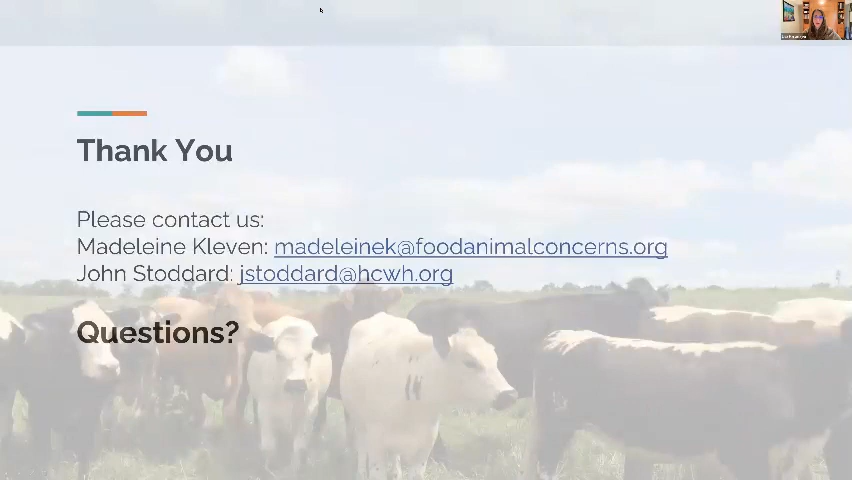 Thank You
Please contact us:
Madeleine Kleven: madeleinek@foodanimalconcerns.org
John Stoddard: jstoddard@hcwh.org
Questions?